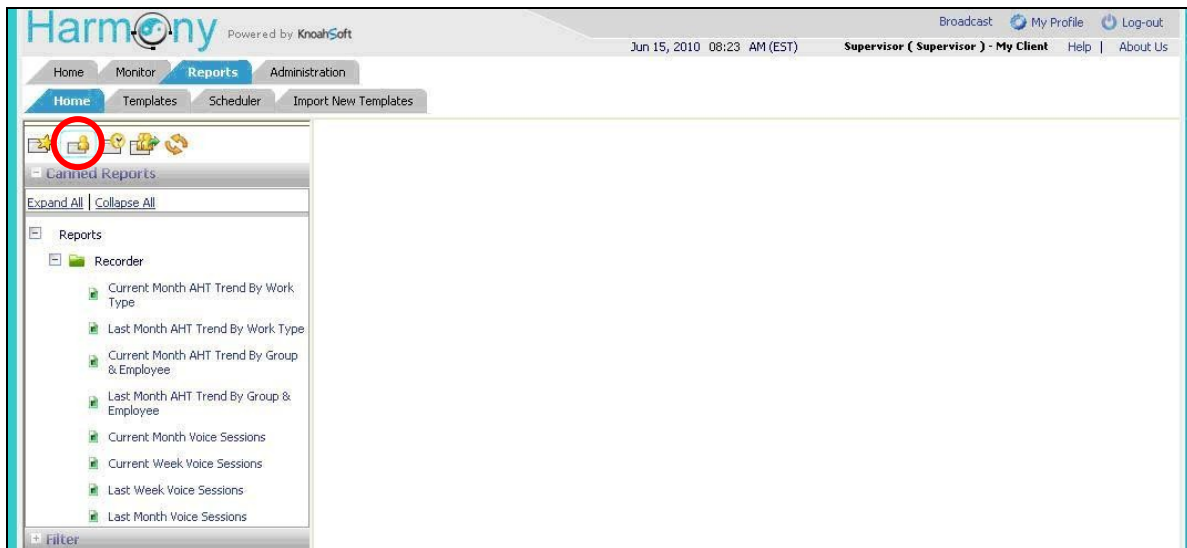 Harmony Powered by KnoahSoft
Broadcast My Profile Log-out
Jun 15, 2010 08:23 AM (EST) Supervisor ( Supervisor ) - My Client Help | About Us
Home Monitor Reports Administration
Home Templates Scheduler Import New Templates
Canned Reports
Expand All | Collapse All
Reports
Recorder
Current Month AHT Trend By Work
Type
Last Month AHT Trend By Work Type
Current Month AHT Trend By Group
& Employee
Last Month AHT Trend By Group &
Employee
Current Month Voice Sessions
Current Week Voice Sessions
Last Week Voice Sessions
Last Month Voice Sessions
Filter